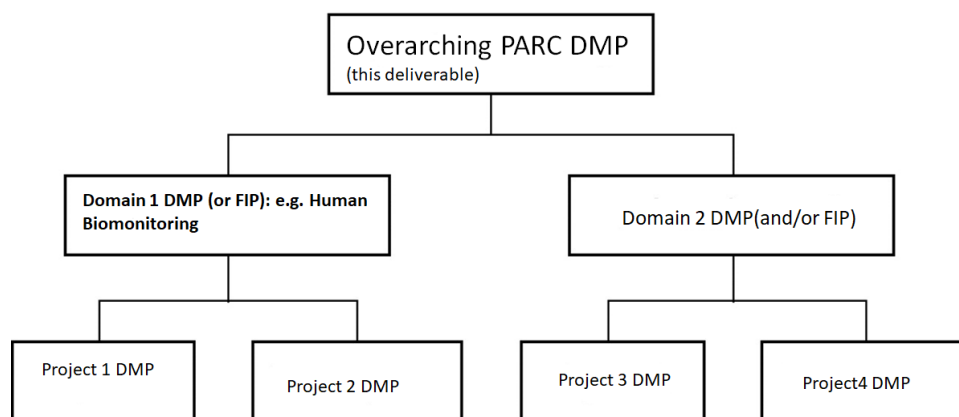 Overarching PARC DMP
(this deliverable)
Domain 1 DMP (or FIP): e.g. Human
Biomonitoring
Domain 2 DMP(and/or FIP)
Project 1 DMP
Project 2 DMP
Project 3 DMP
Project4 DMP